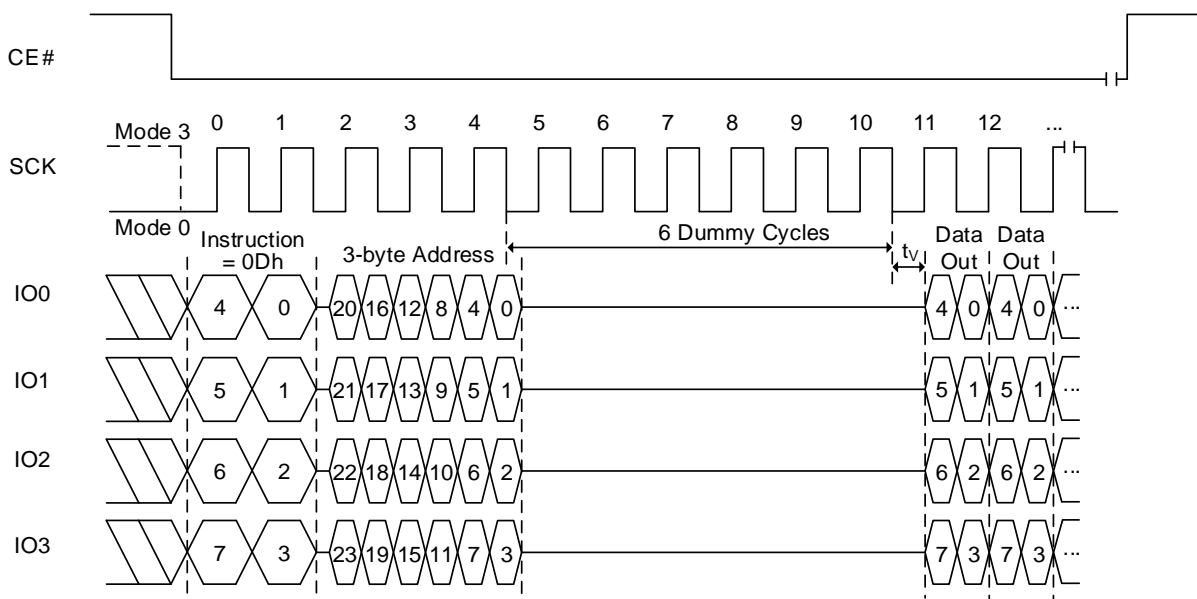 CE#
Mode 3 0 1 2 3 4 5 6 7 8 9 10 11 12 ...
SCK
Mode 0
Instruction = 0Dh
3-byte Address
6 Dummy Cycles
tV
Data Out
Data Out
IO0 4 0 20 16 12 8 4 0 4 0 4 0 ...
IO1 5 1 21 17 13 9 5 1 5 1 5 1 ...
IO2 6 2 22 18 14 10 6 2 6 2 6 2 ...
IO3 7 3 23 19 15 11 7 3 7 3 7 3 ...